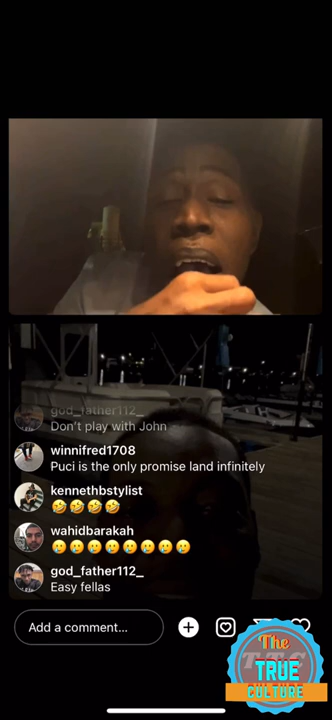 god_father112_
Don't play with John
winnifred1708
Puci is the only promise land infinitely
kennethbstylist
🤣🤣🤣🤣
wahidbarakah
🥲🥲🥲🥲🥲🥲🥲🥲
god_father112_
Easy fellas
Add a comment...
The
T.T.C
TRUE
CULTURE